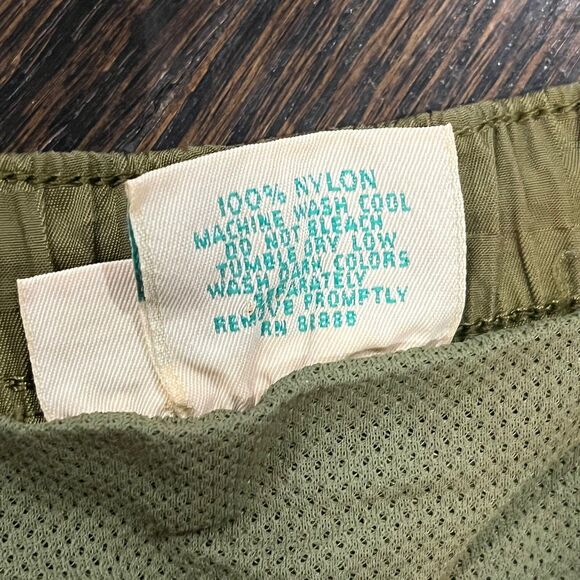 100% NYLON
MACHINE WASH COOL
DO NOT BLEACH
TUMBLE DRY LOW
WASH DARK COLORS
SEPARATELY
REMOVE PROMPTLY
RN 81888